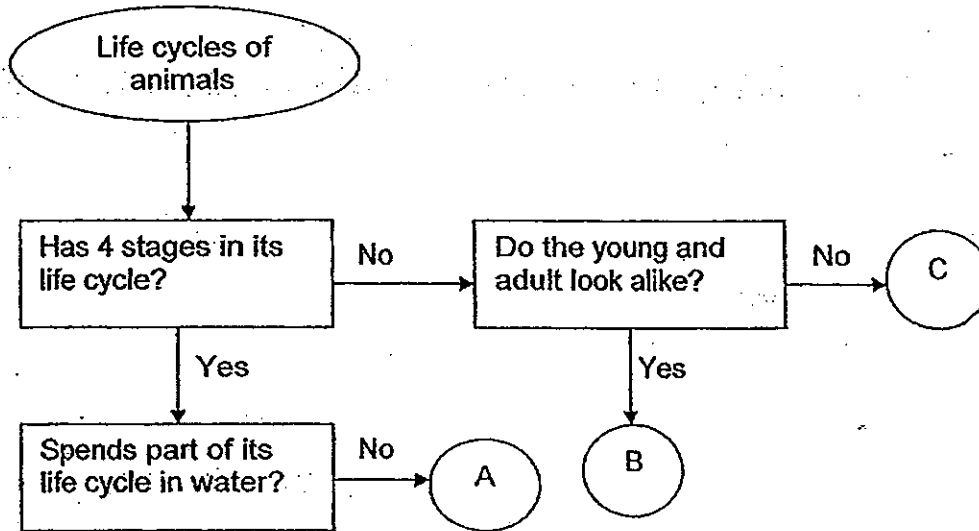 Life cycles of
animals
Has 4 stages in its
life cycle?
No
Do the young and
adult look alike?
No
C
Yes
Yes
Spends part of its
life cycle in water?
No
A
B